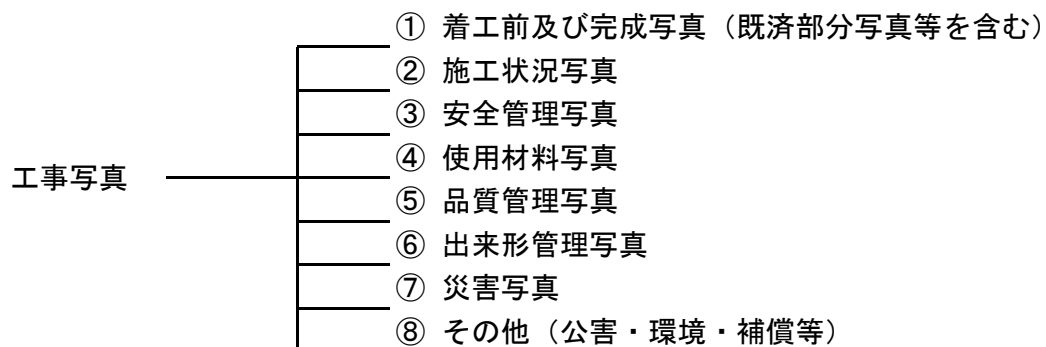 ① 着工前及び完成写真（既済部分写真等を含む）
② 施工状況写真
③ 安全管理写真
④ 使用材料写真
工事写真
⑤ 品質管理写真
⑥ 出来形管理写真
⑦ 災害写真
⑧ その他（公害・環境・補償等）